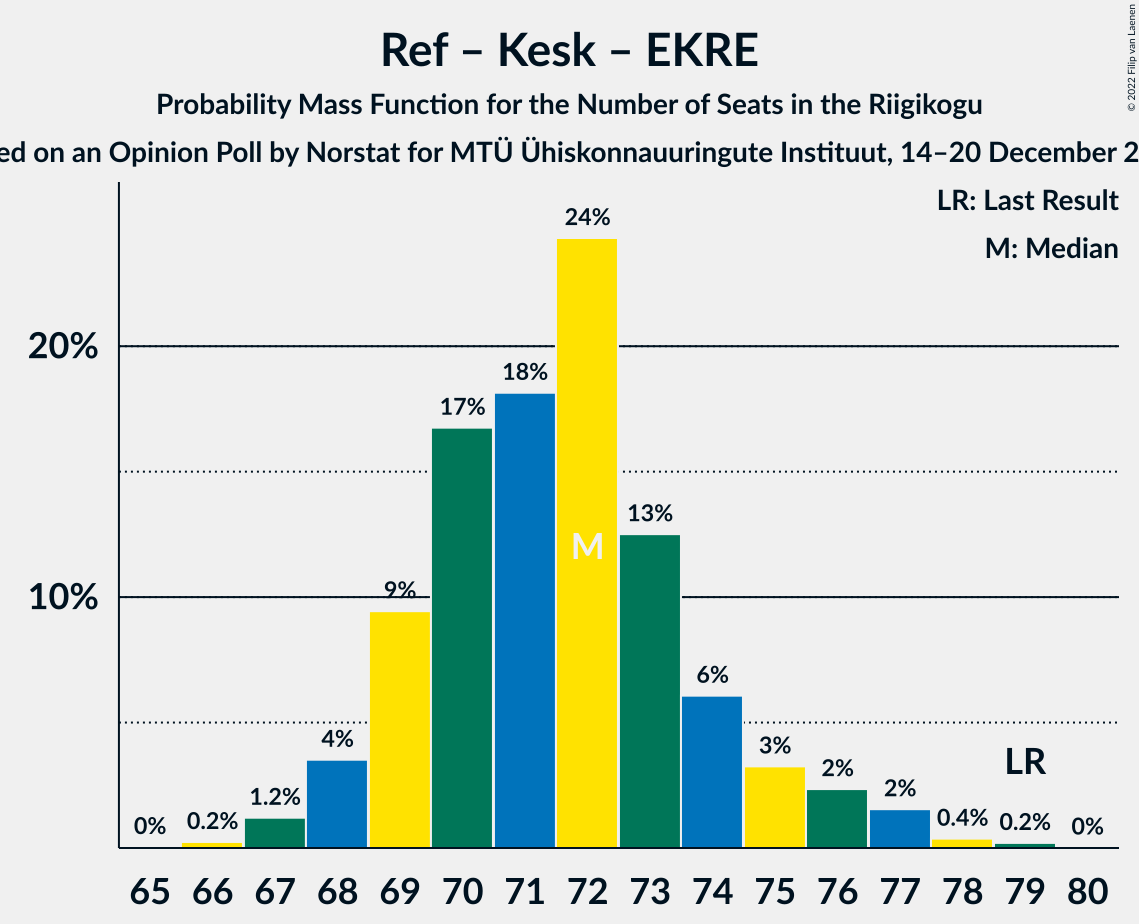 Ref – Kesk – EKRE
Probability Mass Function for the Number of Seats in the Riigikogu
on an Opinion Poll by Norstat for MTÜ Ühiskonnauuringute Instituut, 14–20 December
© 2022 Filip van Laenen
LR: Last Result
M: Median
24%
20%
18%
17%
13%
M
10%
9%
6%
4%
3%
LR
2%
2%
1.2%
0.4%
0.2%
0.2%
0%
0%
65 66 67 68 69 70 71 72 73 74 75 76 77 78 79 80